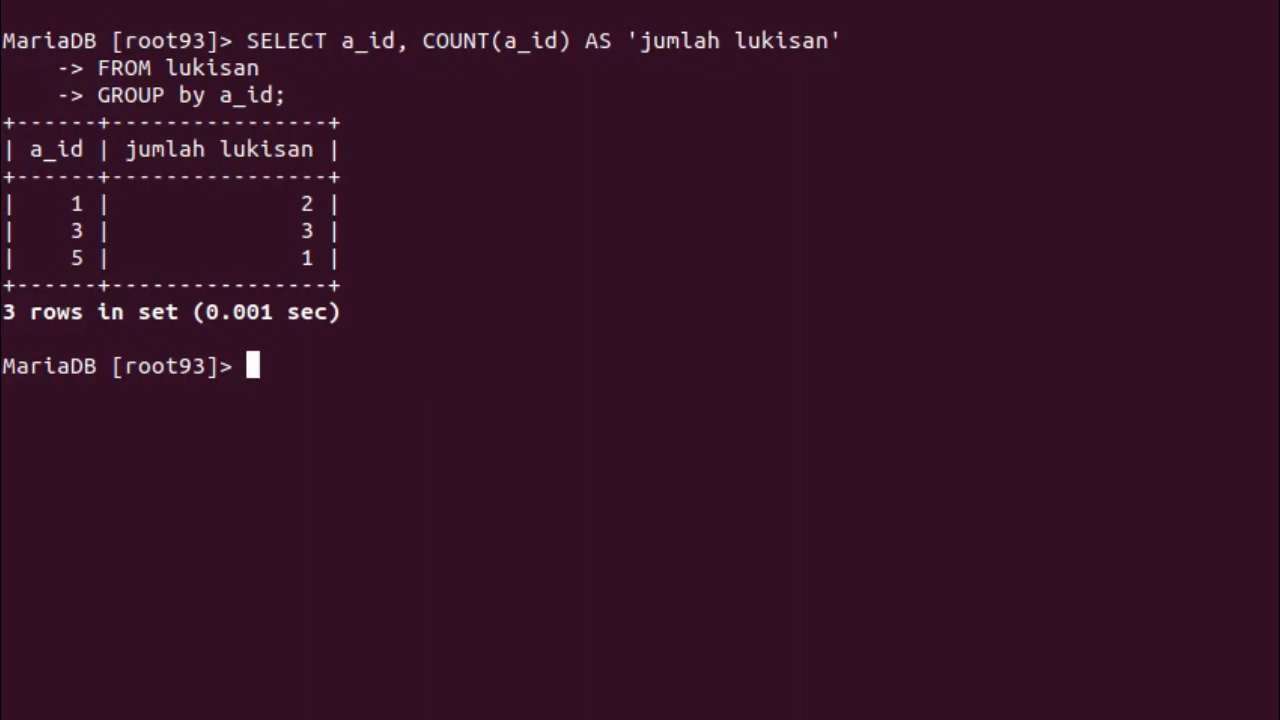 MariaDB [root93]> SELECT a_id, COUNT(a_id) AS 'jumlah lukisan'
    -> FROM lukisan
    -> GROUP by a_id;
+------+----------------+
| a_id | jumlah lukisan |
+------+----------------+
|    1 |              2 |
|    3 |              3 |
|    5 |              1 |
+------+----------------+
3 rows in set (0.001 sec)

MariaDB [root93]>